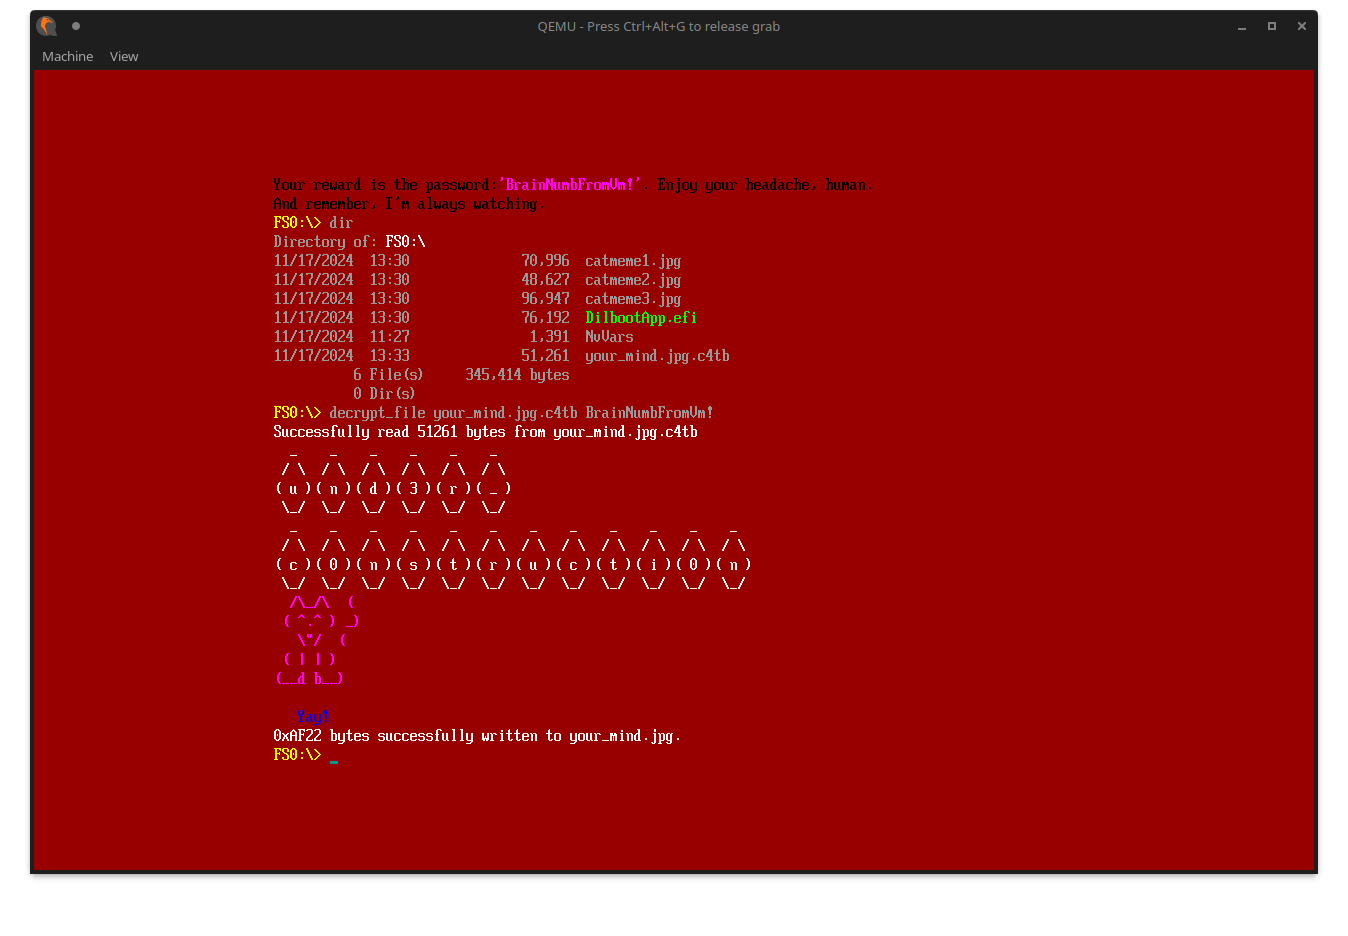 QEMU - Press Ctrl+Alt+G to release grab
Machine View
Your reward is the password:'BrainNumbFromVm!'. Enjoy your headache, human.
And remember, I'm always watching.
FS0:\> dir
Directory of: FS0:\
11/17/2024  13:30              70,996  catmeme1.jpg
11/17/2024  13:30              48,627  catmeme2.jpg
11/17/2024  13:30              96,947  catmeme3.jpg
11/17/2024  13:30              76,192  DilbootApp.efi
11/17/2024  11:27               1,391  NvVars
11/17/2024  13:33              51,261  your_mind.jpg.c4tb
          6 File(s)     345,414 bytes
          0 Dir(s)
FS0:\> decrypt_file your_mind.jpg.c4tb BrainNumbFromVm!
Successfully read 51261 bytes from your_mind.jpg.c4tb
  _    _    _    _    _    _
 / \  / \  / \  / \  / \  / \
( u )( n )( d )( 3 )( r )( _ )
 \_/  \_/  \_/  \_/  \_/  \_/
  _    _    _    _    _    _    _    _    _    _    _    _
 / \  / \  / \  / \  / \  / \  / \  / \  / \  / \  / \  / \
( c )( 0 )( n )( s )( t )( r )( u )( c )( t )( i )( 0 )( n )
 \_/  \_/  \_/  \_/  \_/  \_/  \_/  \_/  \_/  \_/  \_/  \_/
  /\_/\  (
 ( ^.^ ) _)
   \"/  (
 ( | | )
(__d b__)
   Yay!
0xAF22 bytes successfully written to your_mind.jpg.
FS0:\> _